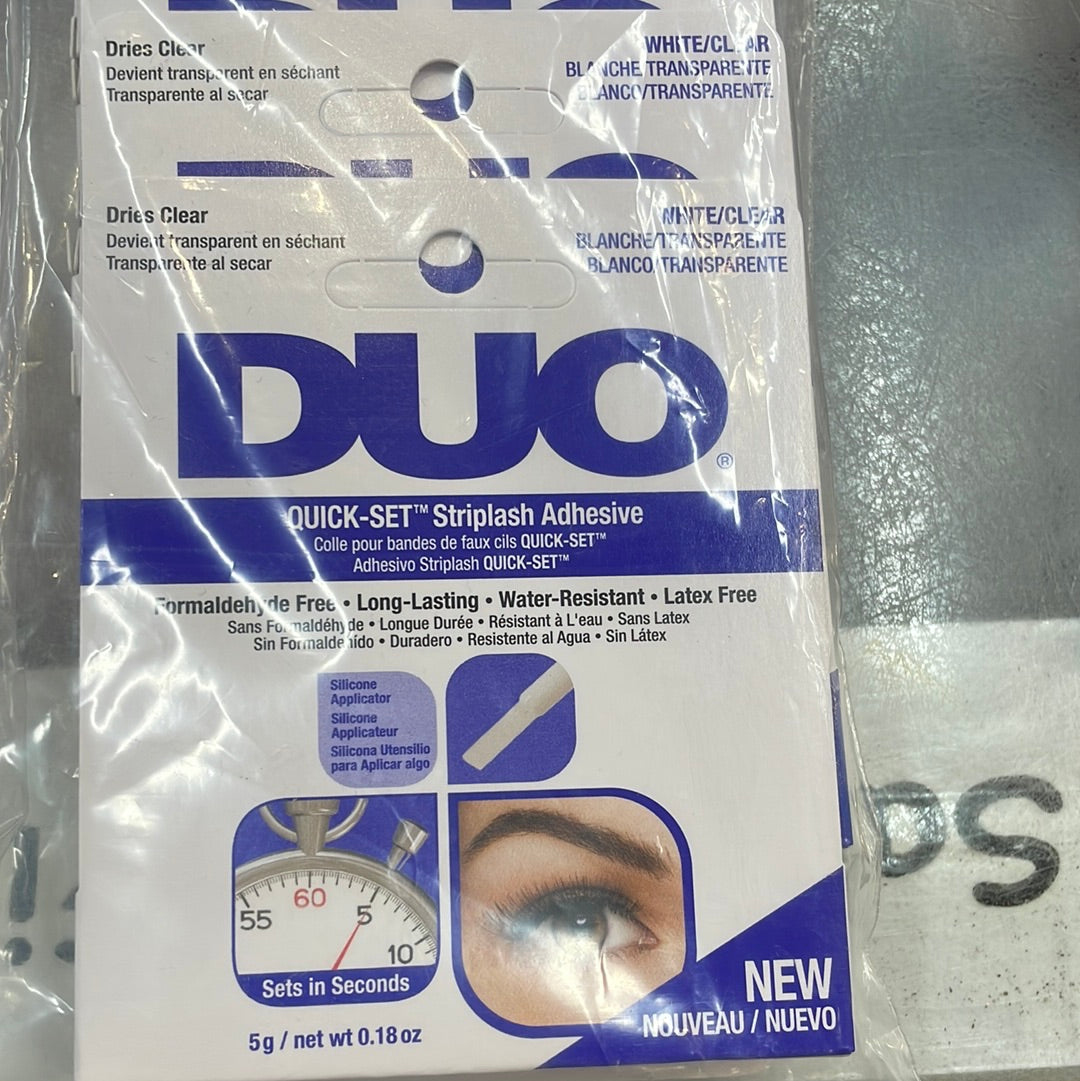 Dries Clear
Devient transparent en séchant
Transparente al secar
WHITE/CLEAR
BLANCHE/TRANSPARENTE
BLANCO/TRANSPARENTE
Dries Clear
Devient transparent en séchant
Transparente al secar
WHITE/CLEAR
BLANCHE/TRANSPARENTE
BLANCO/TRANSPARENTE
DUO®
QUICK-SET™ Striplash Adhesive
Colle pour bandes de faux cils QUICK-SET™
Adhesivo Striplash QUICK-SET™
Formaldehyde Free • Long-Lasting • Water-Resistant • Latex Free
Sans Formaldéhyde • Longue Durée • Résistant à L'eau • Sans Latex
Sin Formaldehído • Duradero • Resistente al Agua • Sin Látex
Silicone
Applicator
Silicone
Applicateur
Silicona Utensilio
para Aplicar algo
55 60 5 10
Sets in Seconds
5g / net wt 0.18 oz
NEW
NOUVEAU / NUEVO